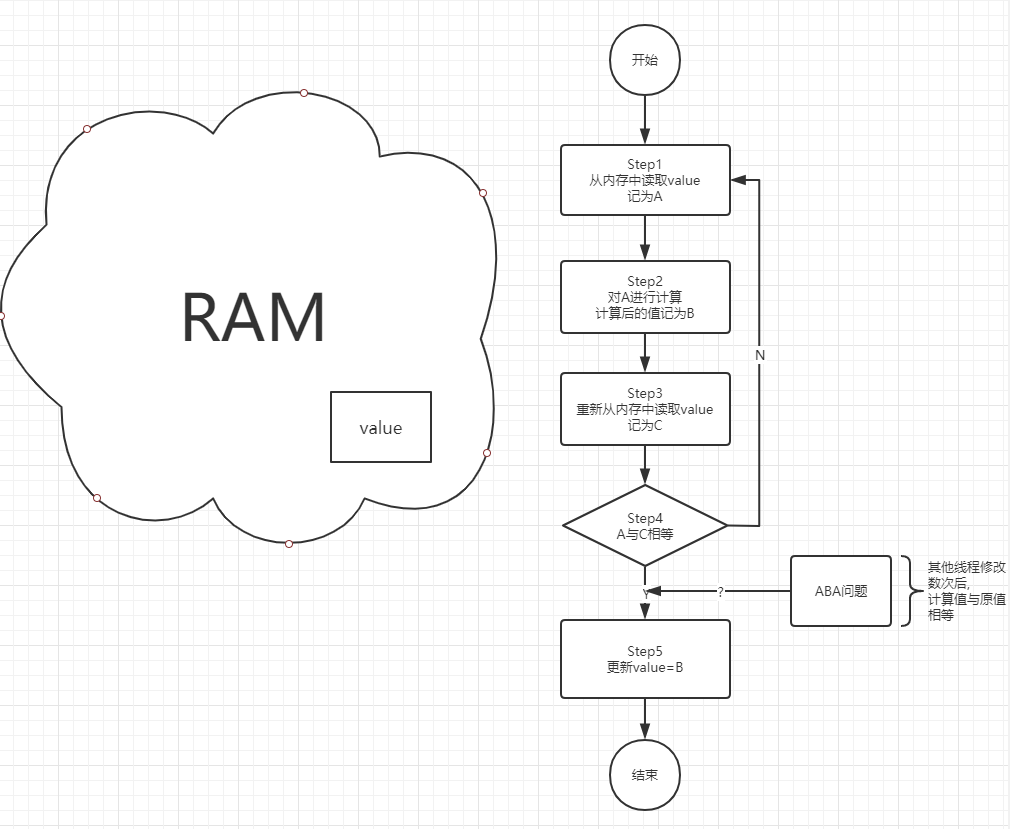 RAM
value
开始
Step1
从内存中读取value
记为A
Step2
对A进行计算
计算后的值记为B
Step3
重新从内存中读取value
记为C
Step4
A与C相等
N
Y
?
ABA问题
其他线程修改
数次后,
计算值与原值
相等
Step5
更新value=B
结束